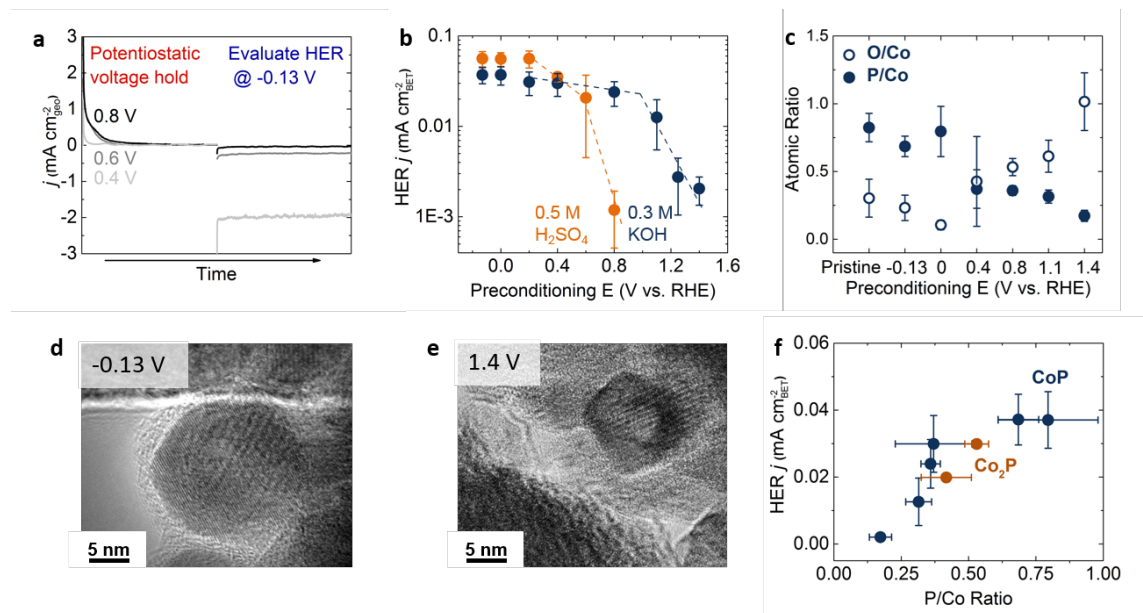 a
Potentiostatic
voltage hold
Evaluate HER
@ -0.13 V
0.8 V
0.6 V
0.4 V
3
2
1
0
-1
-2
-3
j (mA cm⁻²geo)
Time
b
0.1
0.01
1E-3
HER j (mA cm⁻²BET)
0.5 M
H₂SO₄
0.3 M
KOH
0.0 0.4 0.8 1.2 1.6
Preconditioning E (V vs. RHE)
c
O/Co
P/Co
1.5
1.0
0.5
0.0
Atomic Ratio
Pristine -0.13 0 0.4 0.8 1.1 1.4
Preconditioning E (V vs. RHE)
d
-0.13 V
5 nm
e
1.4 V
5 nm
f
0.06
0.04
0.02
0.00
HER j (mA cm⁻²BET)
CoP
Co₂P
0.00 0.25 0.50 0.75 1.00
P/Co Ratio